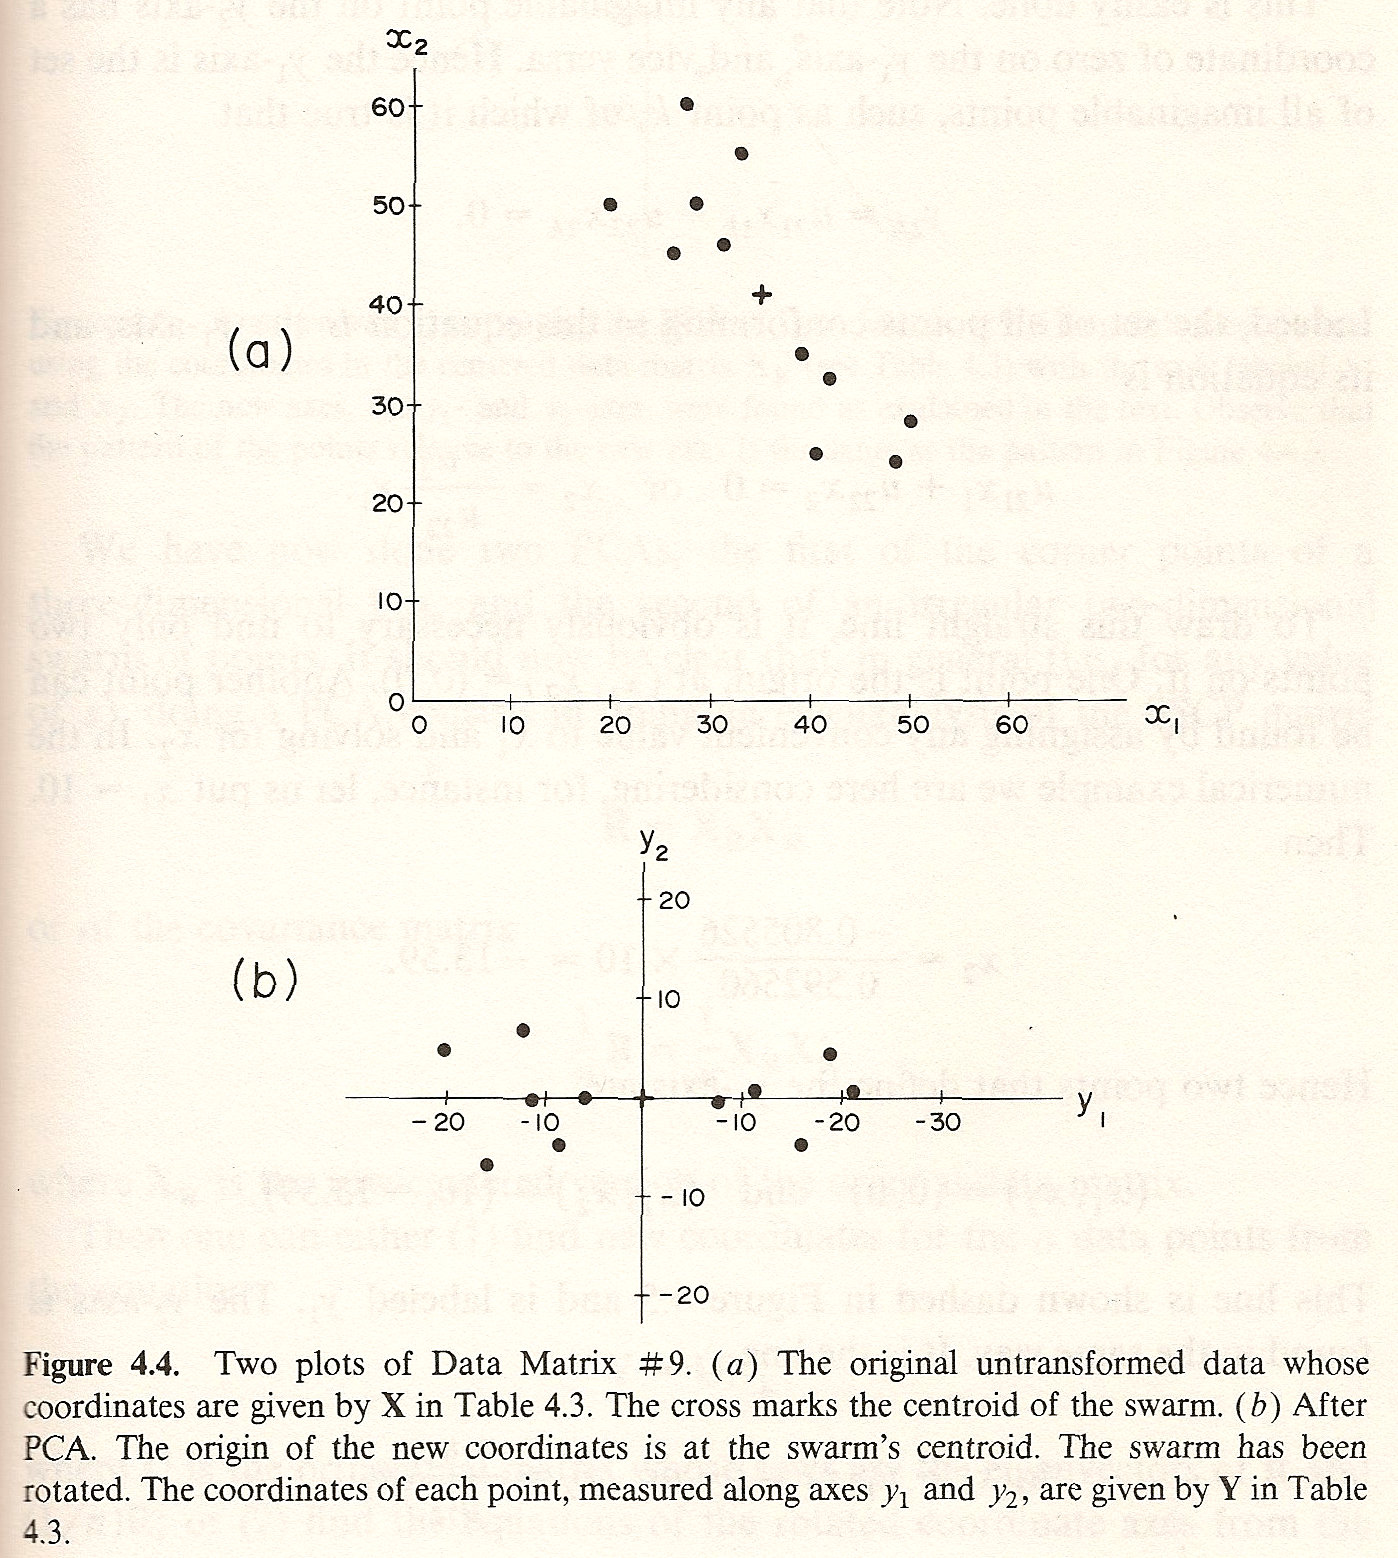 x₂
60
50
40
(a)
30
20
10
0
0 10 20 30 40 50 60 x₁
y₂
20
(b)
10
-20 -10 -10 -20 -30 y₁
-10
-20
Figure 4.4. Two plots of Data Matrix #9. (a) The original untransformed data whose
coordinates are given by X in Table 4.3. The cross marks the centroid of the swarm. (b) After
PCA. The origin of the new coordinates is at the swarm's centroid. The swarm has been
rotated. The coordinates of each point, measured along axes y₁ and y₂, are given by Y in Table
4.3.